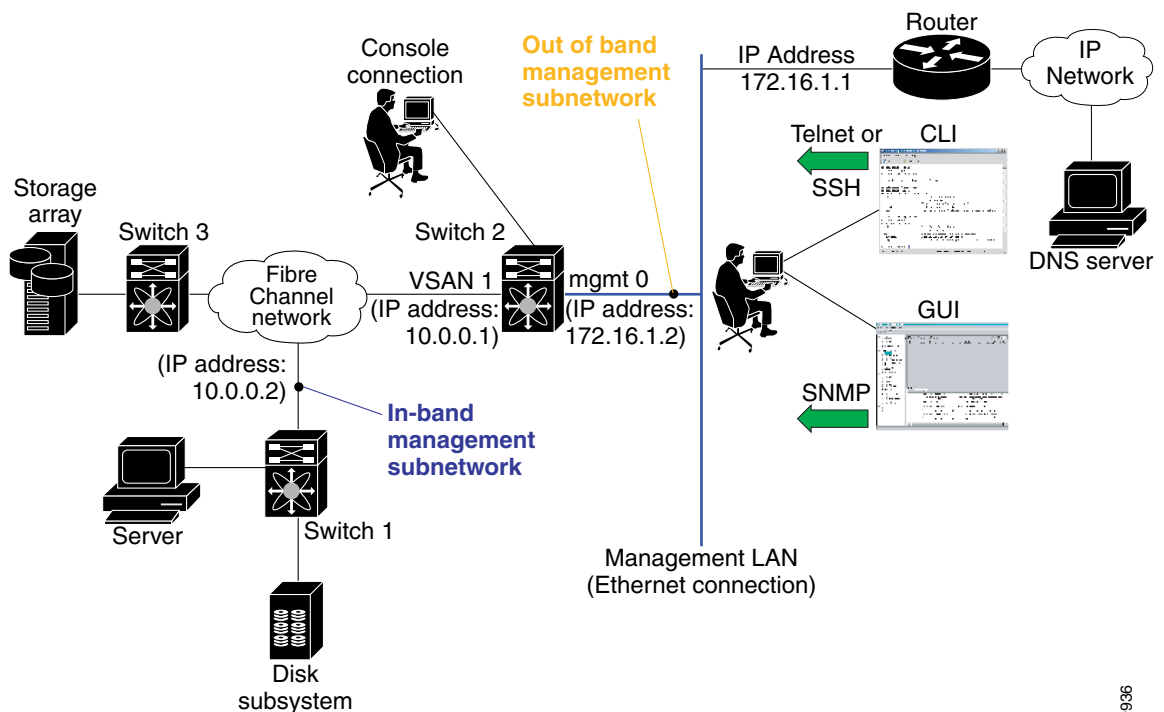 Router
IP
Network
IP Address
172.16.1.1
Out of band
management
subnetwork
Console
connection
Telnet or
SSH
CLI
DNS server
Storage
array
Switch 3
Switch 2
Fibre
Channel
network
VSAN 1
(IP address:
10.0.0.1)
mgmt 0
(IP address:
172.16.1.2)
GUI
SNMP
(IP address:
10.0.0.2)
In-band
management
subnetwork
Server
Switch 1
Management LAN
(Ethernet connection)
Disk
subsystem
936